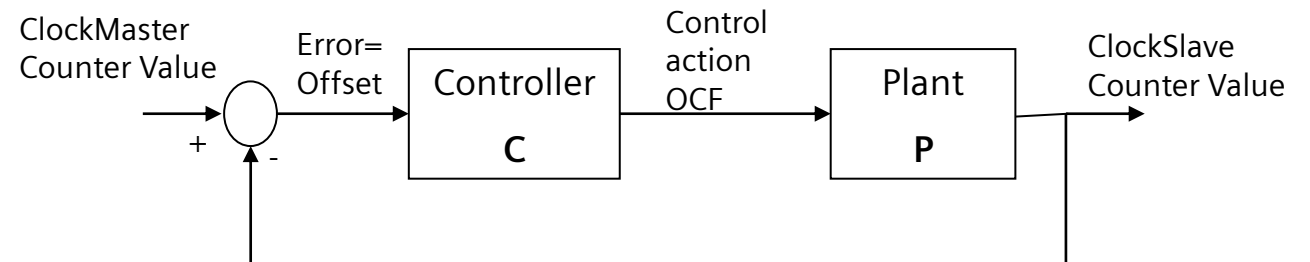 ClockMaster
Counter Value
+
-
Error=
Offset
Controller
C
Control
action
OCF
Plant
P
ClockSlave
Counter Value